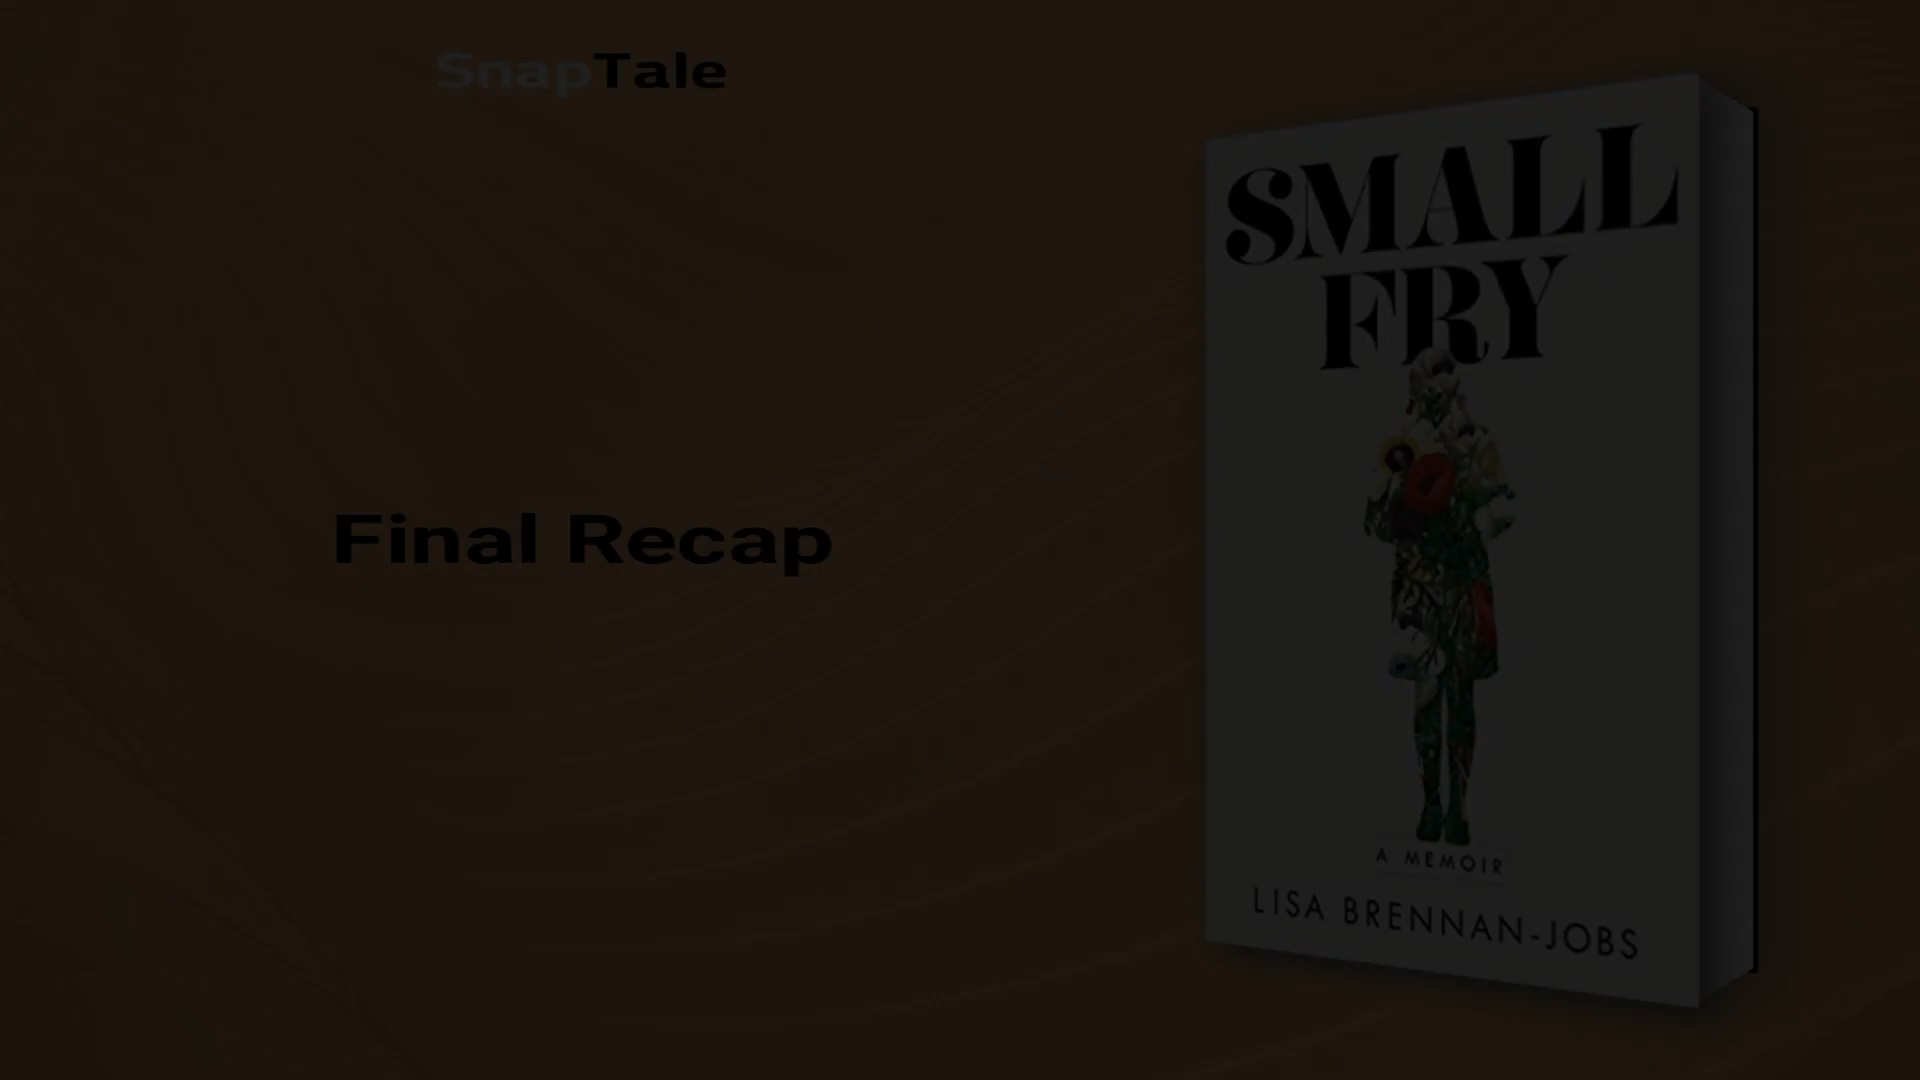 SnapTale
Final Recap
SMALL
FRY
A MEMOIR
LISA BRENNAN-JOBS